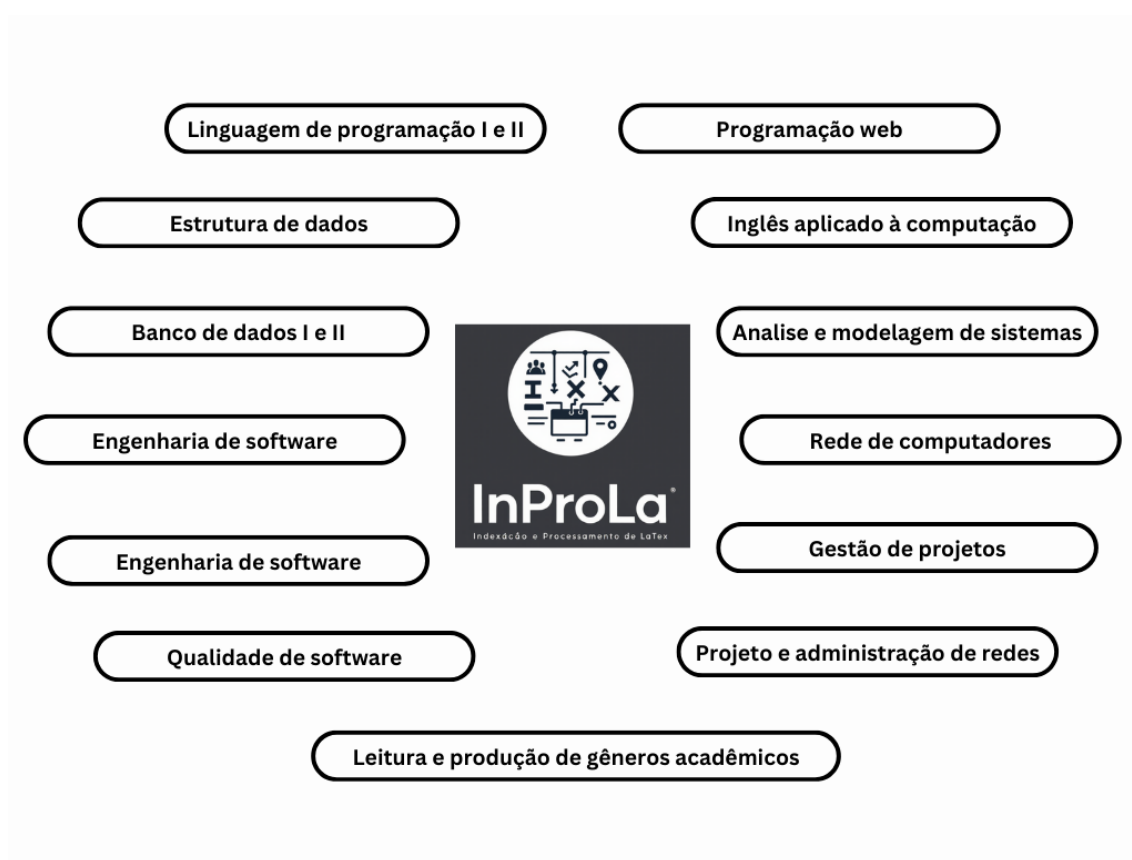 Linguagem de programação I e II
Programação web
Estrutura de dados
Inglês aplicado à computação
Banco de dados I e II
Analise e modelagem de sistemas
Engenharia de software
Rede de computadores
InProLa
Indexácão e Processamento de LaTex
Engenharia de software
Gestão de projetos
Qualidade de software
Projeto e administração de redes
Leitura e produção de gêneros acadêmicos